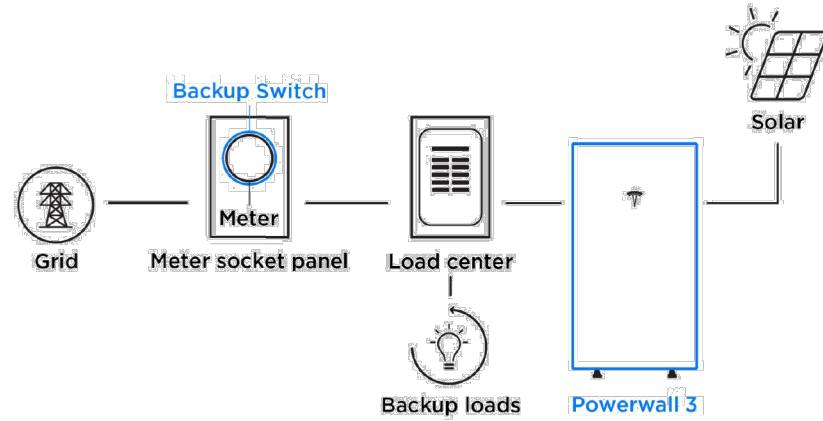 Backup Switch
Solar
Meter
Grid
Meter socket panel
Load center
Backup loads
Powerwall 3